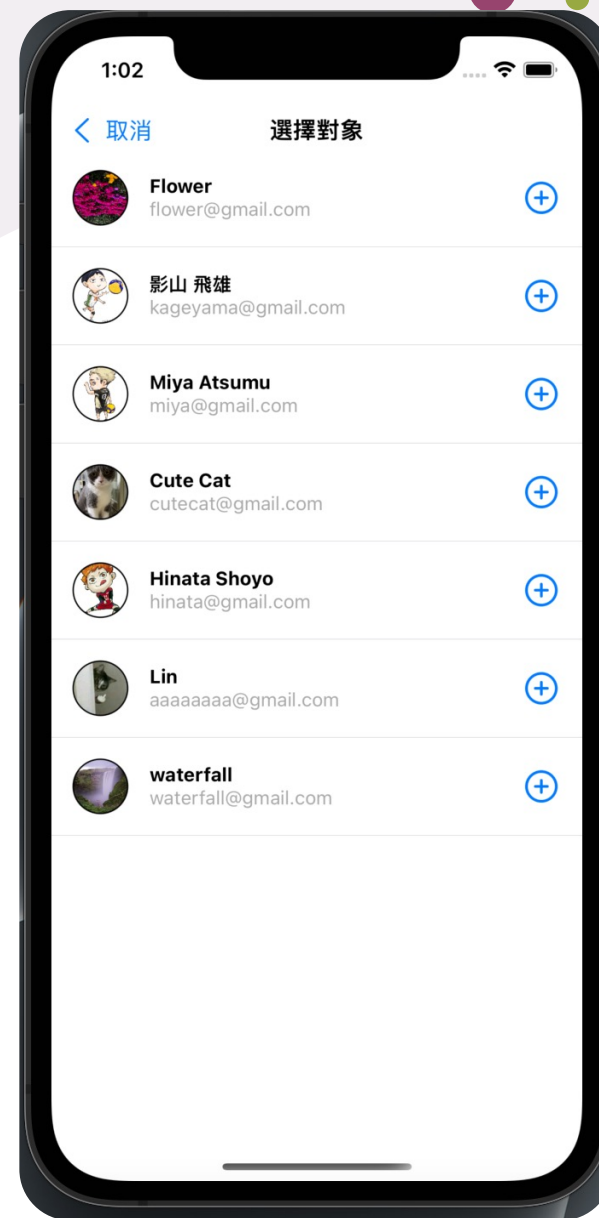 1:02
取消
選擇對象
Flower
flower@gmail.com
影山 飛雄
kageyama@gmail.com
Miya Atsumu
miya@gmail.com
Cute Cat
cutecat@gmail.com
Hinata Shoyo
hinata@gmail.com
Lin
aaaaaaaa@gmail.com
waterfall
waterfall@gmail.com